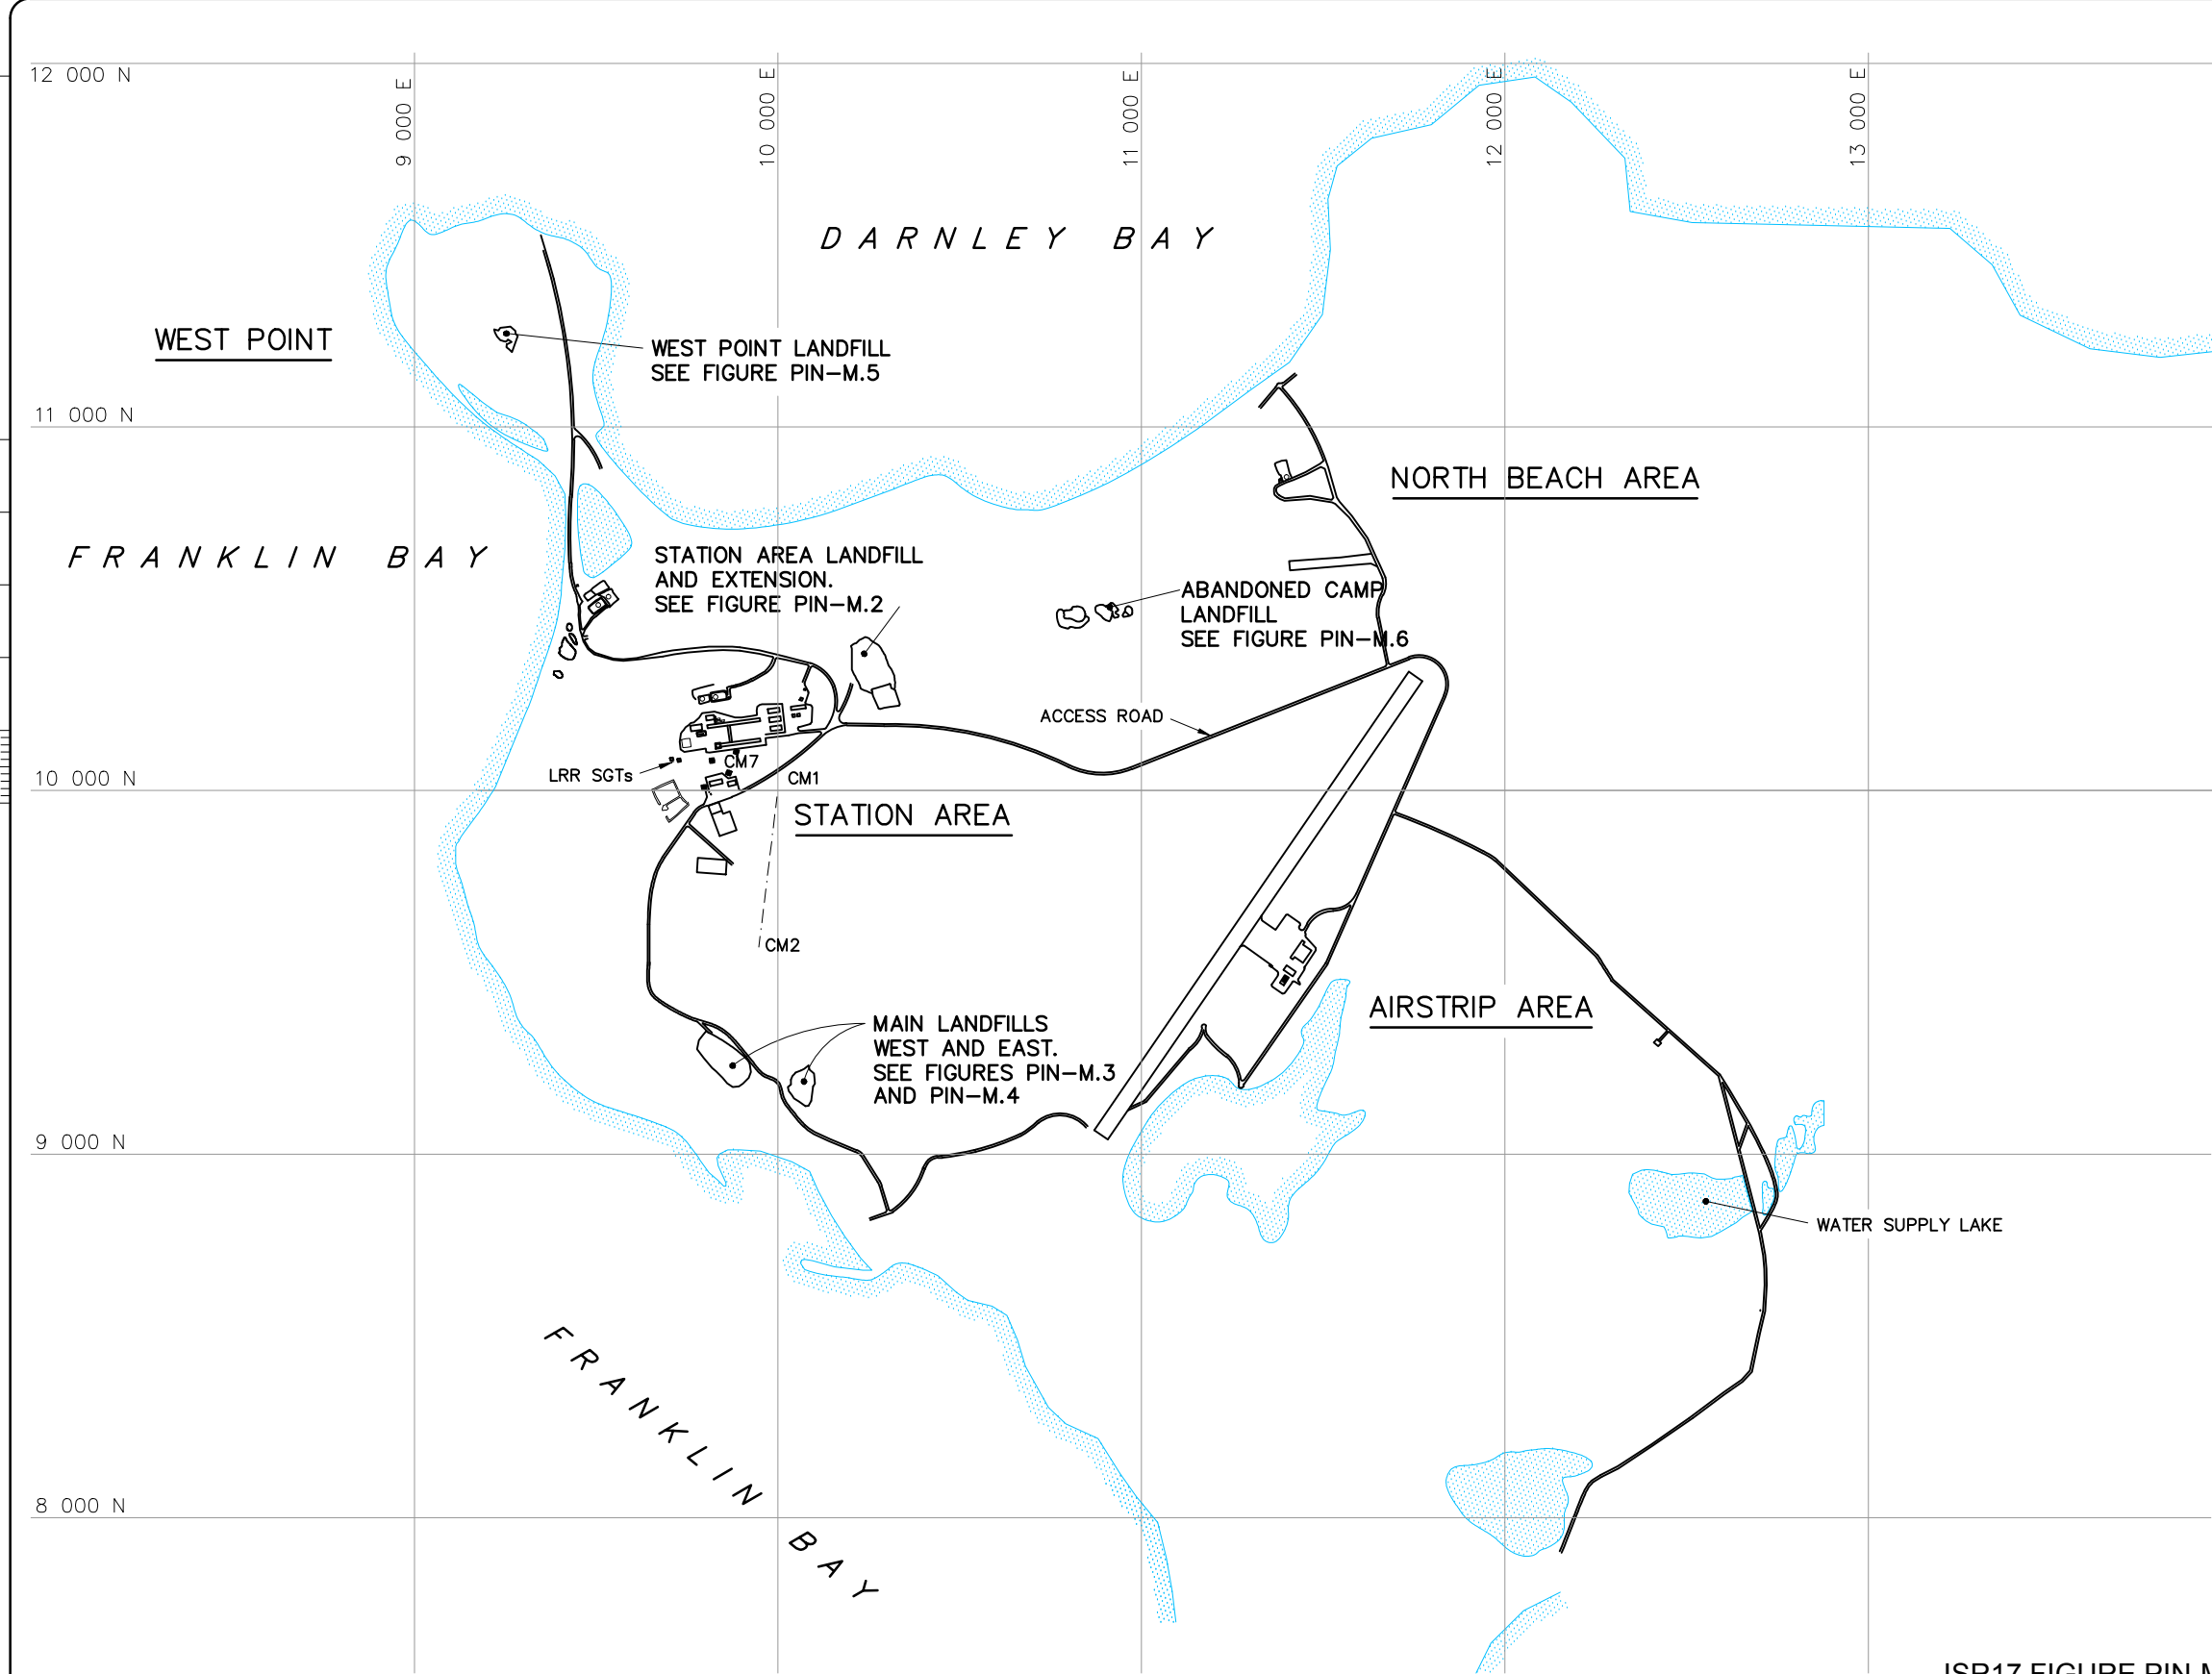 12 000 N
9 000 E
10 000 E
11 000 E
12 000 E
13 000 E
DARNLEY BAY
WEST POINT
WEST POINT LANDFILL
SEE FIGURE PIN-M.5
11 000 N
NORTH BEACH AREA
FRANKLIN BAY
STATION AREA LANDFILL
AND EXTENSION.
SEE FIGURE PIN-M.2
ABANDONED CAMP
LANDFILL
SEE FIGURE PIN-M.6
ACCESS ROAD
CM7
LRR SGTs
CM1
10 000 N
STATION AREA
CM2
AIRSTRIP AREA
MAIN LANDFILLS
WEST AND EAST.
SEE FIGURES PIN-M.3
AND PIN-M.4
9 000 N
WATER SUPPLY LAKE
FRANKLIN BAY
8 000 N